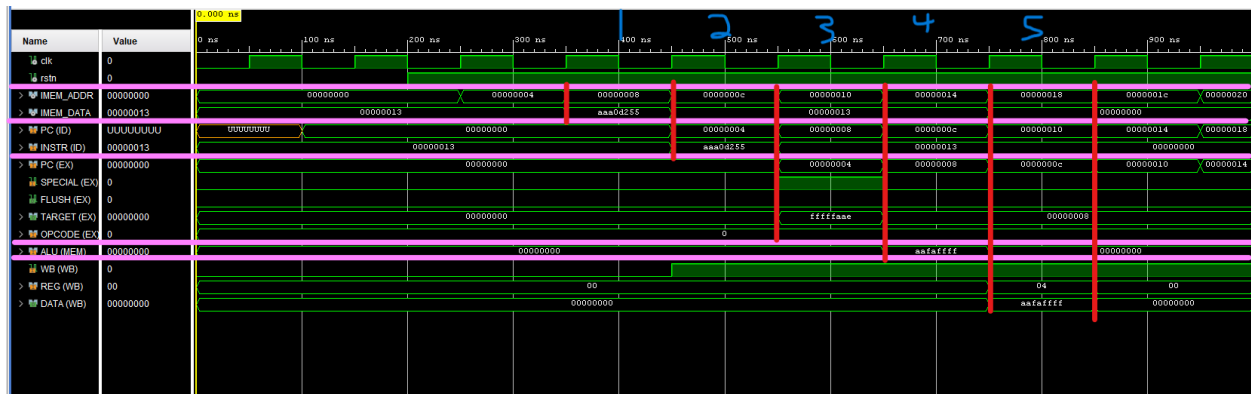 0.000 ns
1 2 3 4 5
Name Value 0 ns 100 ns 200 ns 300 ns 400 ns 500 ns 600 ns 700 ns 800 ns 900 ns
clk 0
rstn 0
IMEM_ADDR 00000000 00000000 00000004 00000008 0000000c 00000010 00000014 00000018 0000001c 00000020
IMEM_DATA 00000013 00000013 aaa0d255 00000013 00000000
PC (ID) UUUUUUUU UUUUUUUU 00000000 00000004 00000008 0000000c 00000010 00000014 00000018
INSTR (ID) 00000013 00000013 aaa0d255 00000013 00000000
PC (EX) 00000000 00000000 00000004 00000008 0000000c 00000010 00000014
SPECIAL (EX) 0
FLUSH (EX) 0
TARGET (EX) 00000000 00000000 fffffaae 00000008
OPCODE (EX) 0 0
ALU (MEM) 00000000 00000000 aafaffff 00000000
WB (WB) 0
REG (WB) 00 00 04 00
DATA (WB) 00000000 00000000 aafaffff 00000000